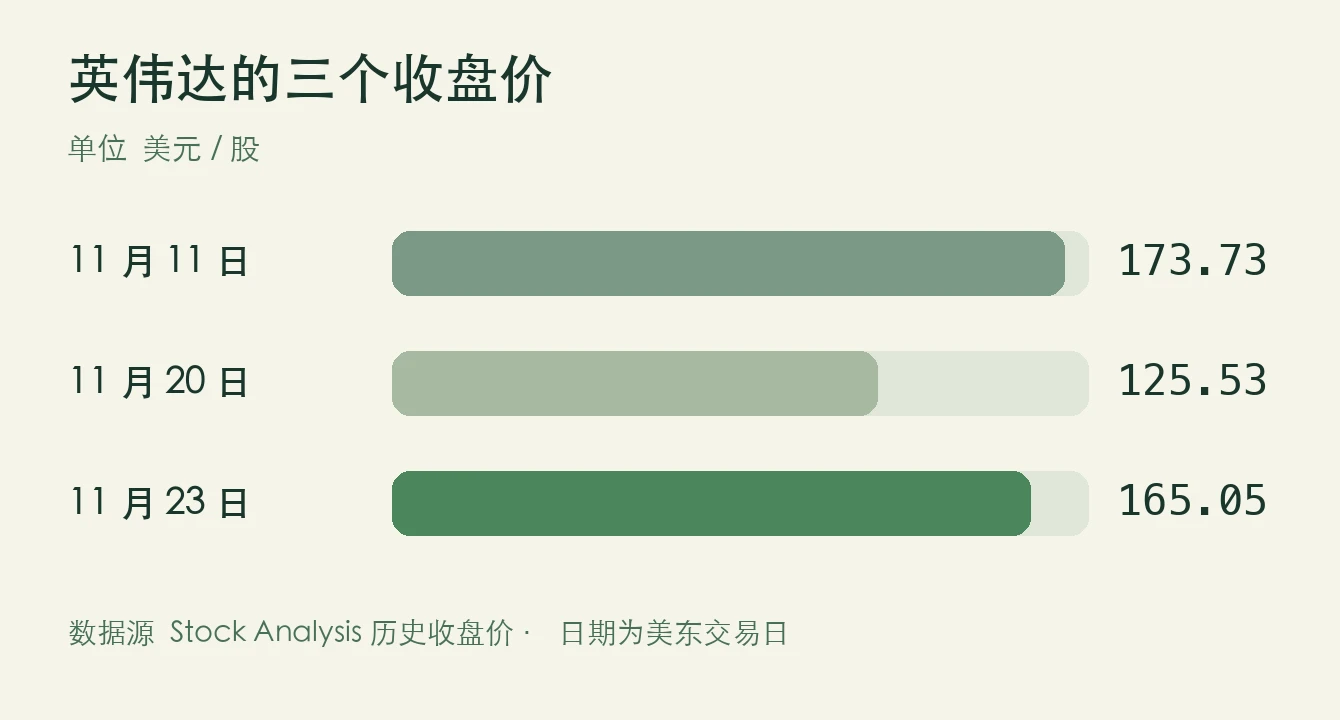 英伟达的三个收盘价
单位 美元 / 股
11 月 11 日 173.73
11 月 20 日 125.53
11 月 23 日 165.05
数据源 Stock Analysis 历史收盘价 · 日期为美东交易日